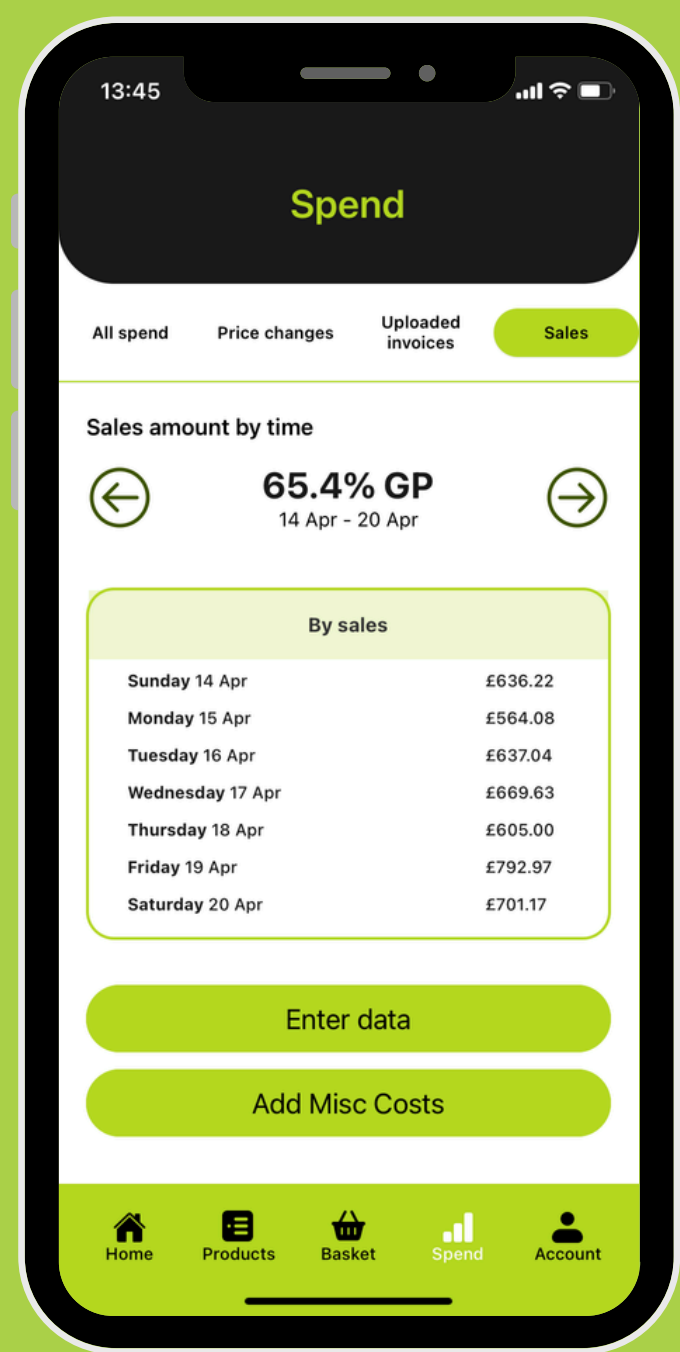 13:45
Spend
All spend
Price changes
Uploaded
invoices
Sales
Sales amount by time
65.4% GP
14 Apr - 20 Apr
By sales
Sunday 14 Apr £636.22
Monday 15 Apr £564.08
Tuesday 16 Apr £637.04
Wednesday 17 Apr £669.63
Thursday 18 Apr £605.00
Friday 19 Apr £792.97
Saturday 20 Apr £701.17
Enter data
Add Misc Costs
Home Products Basket Spend Account